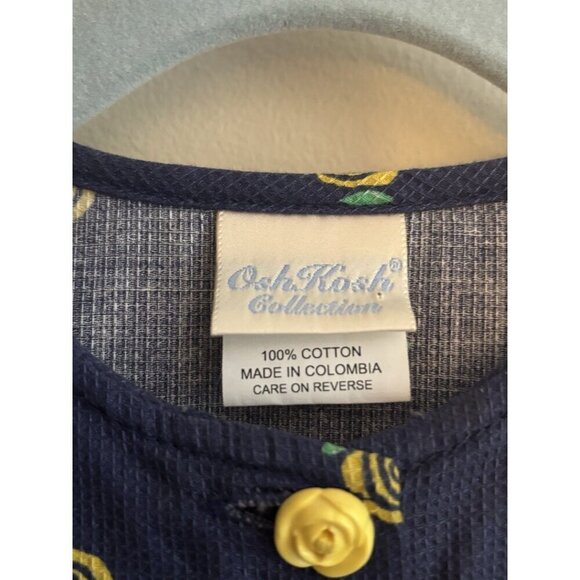 OshKosh®
Collection
100% COTTON
MADE IN COLOMBIA
CARE ON REVERSE